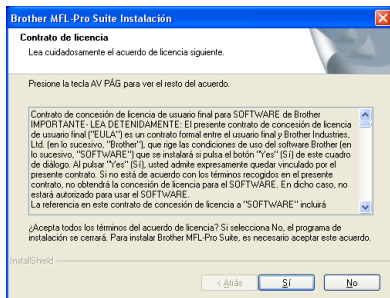 Brother MFL-Pro Suite Instalación
Contrato de licencia
Lea cuidadosamente el acuerdo de licencia siguiente.
Presione la tecla AV PÁG para ver el resto del acuerdo.
Contrato de concesión de licencia de usuario final para SOFTWARE de Brother
IMPORTANTE- LEA DETENIDAMENTE: El presente contrato de concesión de licencia
de usuario final ("EULA") es un contrato formal entre el usuario final y Brother Industries,
Ltd. (en lo sucesivo, "Brother"), que rige las condiciones de uso del software Brother (en
lo sucesivo, "SOFTWARE") que se instalará si pulsa el botón "Yes" (Sí) de este cuadro
de diálogo. Al pulsar "Yes" (Sí), usted admite expresamente quedar vinculado por el
presente contrato. Si no está de acuerdo con los términos recogidos en el presente
contrato, no obtendrá la concesión de licencia para el SOFTWARE. En dicho caso, no
estará autorizado para usar el SOFTWARE.
La referencia en este contrato de concesión de licencia a "SOFTWARE" incluirá
¿Acepta todos los términos del acuerdo de licencia? Si selecciona No, el programa de
instalación se cerrará. Para instalar Brother MFL-Pro Suite, es necesario aceptar este acuerdo.
InstallShield
< Atrás
Sí
No